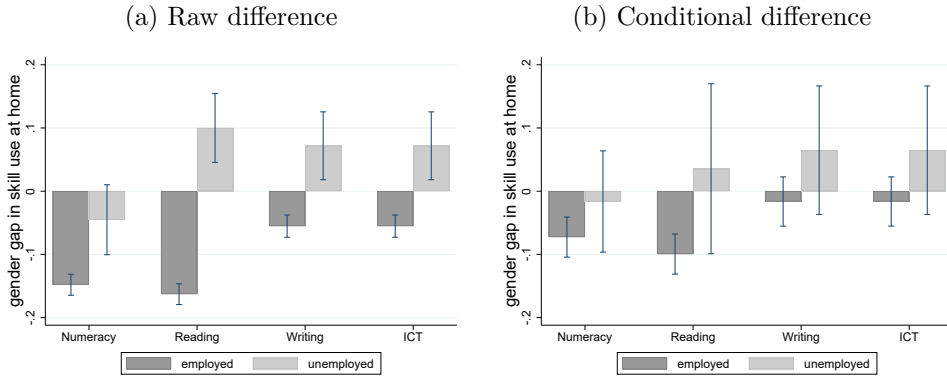 (a) Raw difference
gender gap in skill use at home
.2
.1
0
-.1
-.2
Numeracy Reading Writing ICT
employed unemployed
(b) Conditional difference
gender gap in skill use at home
.2
.1
0
-.1
-.2
Numeracy Reading Writing ICT
employed unemployed